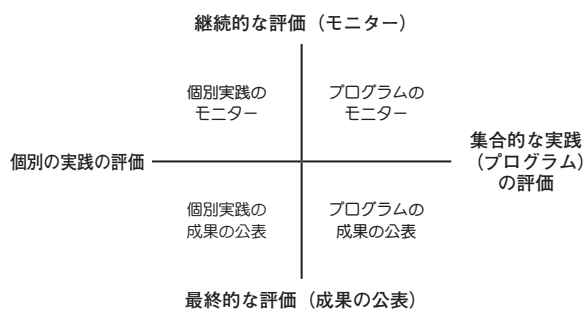 継続的な評価（モニター）
個別実践の
モニター
プログラムの
モニター
個別の実践の評価
集合的な実践
（プログラム）
の評価
個別実践の
成果の公表
プログラムの
成果の公表
最終的な評価（成果の公表）